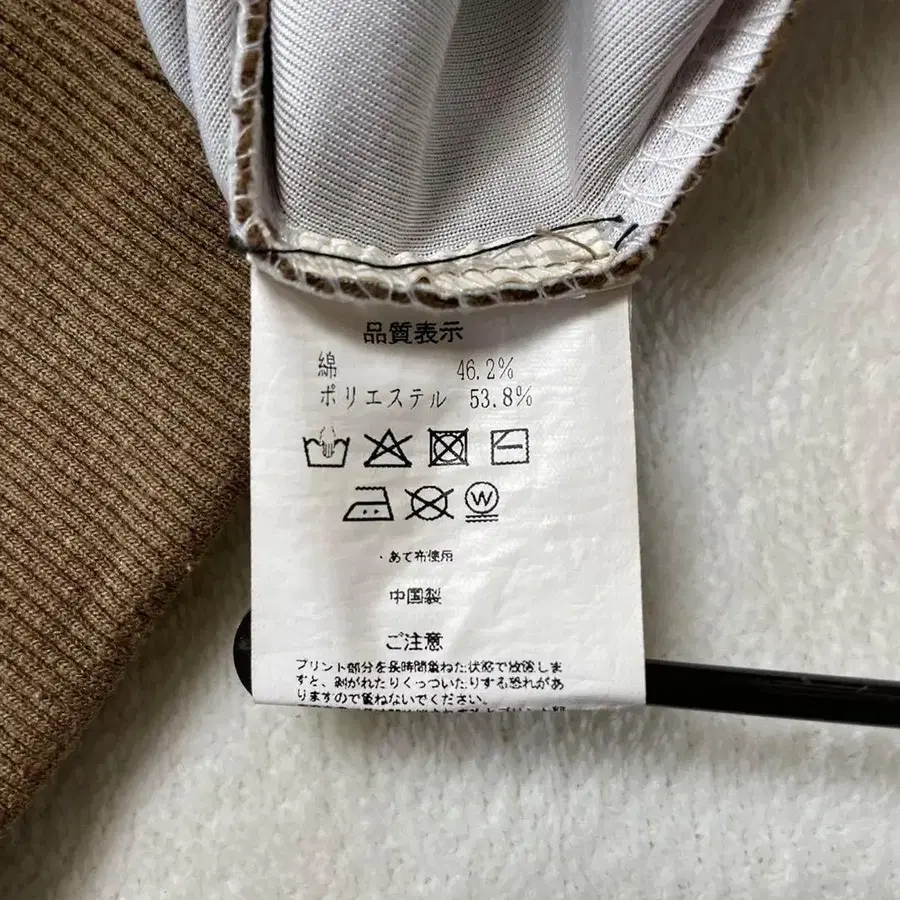 品質表示
綿 46.2%
ポリエステル 53.8%
W
・あて布使用
中国製
ご注意
プリント部分を長時間重ねた状態で放置しま
すと、剥がれたりくっついたりする恐れがあ
りますので重ねないでください。